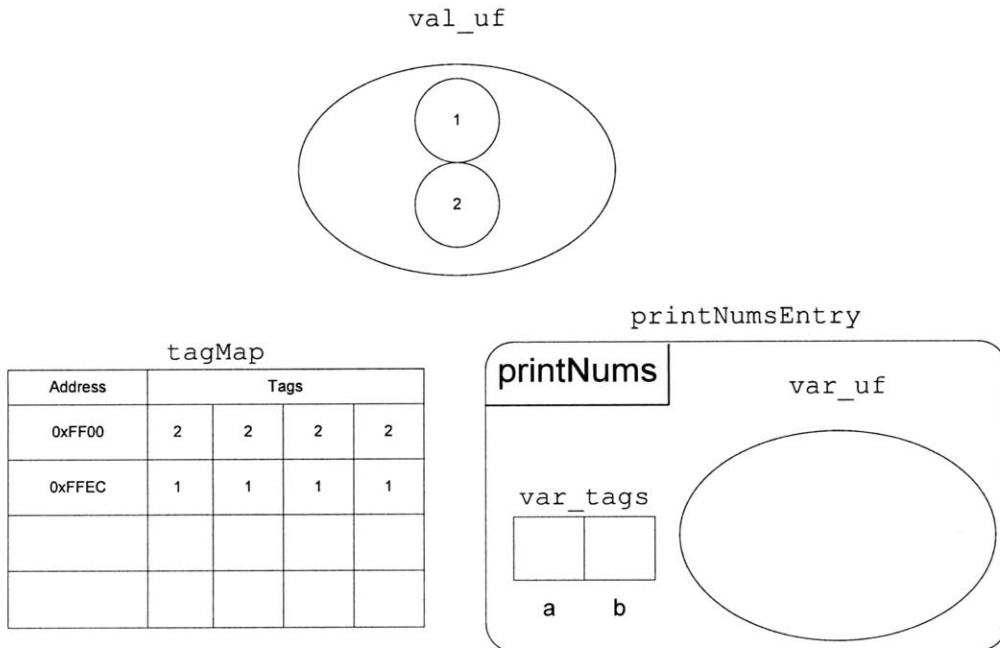 val_uf
1
2
tagMap
Address Tags
0xFF00 2 2 2 2
0xFFEC 1 1 1 1
printNumsEntry
printNums
var_uf
var_tags
a b